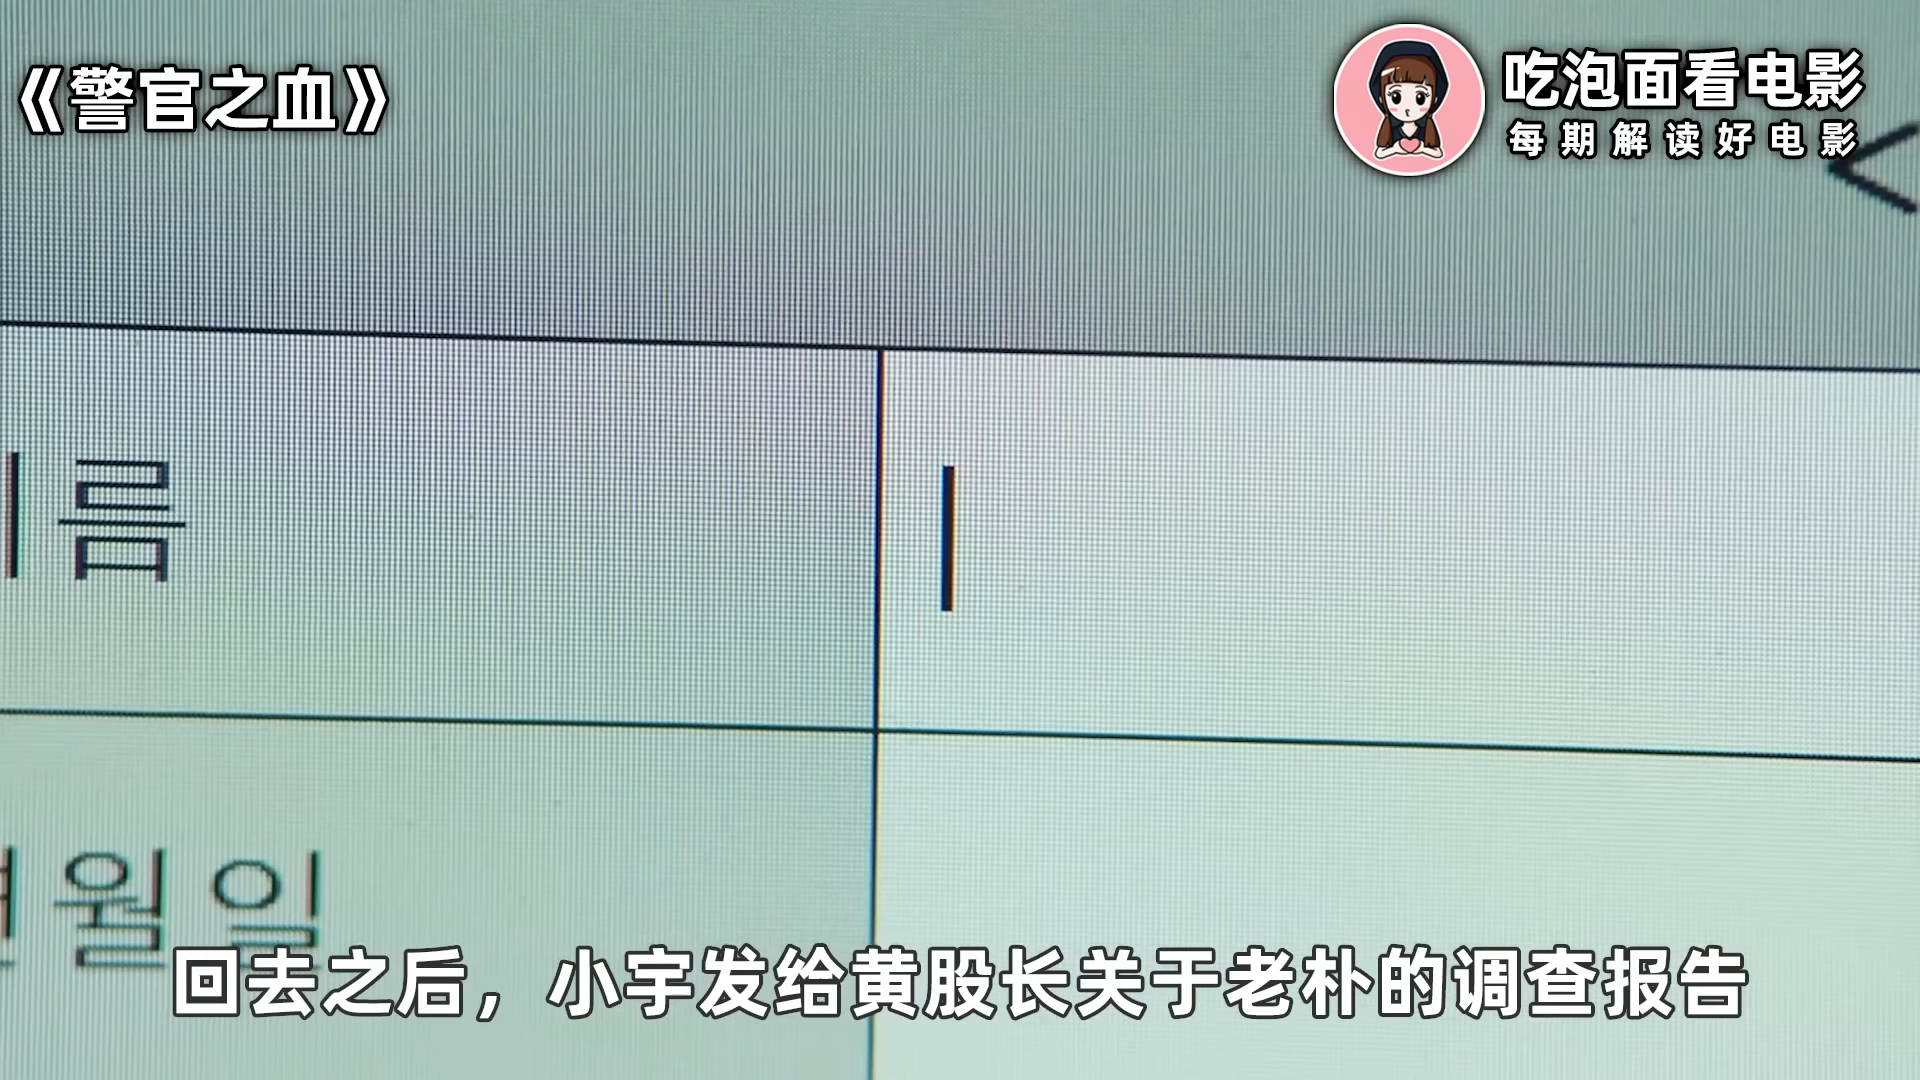 《警官之血》
吃泡面看电影
每期解读好电影
<
이름
월일
回去之后，小宇发给黄股长关于老朴的调查报告